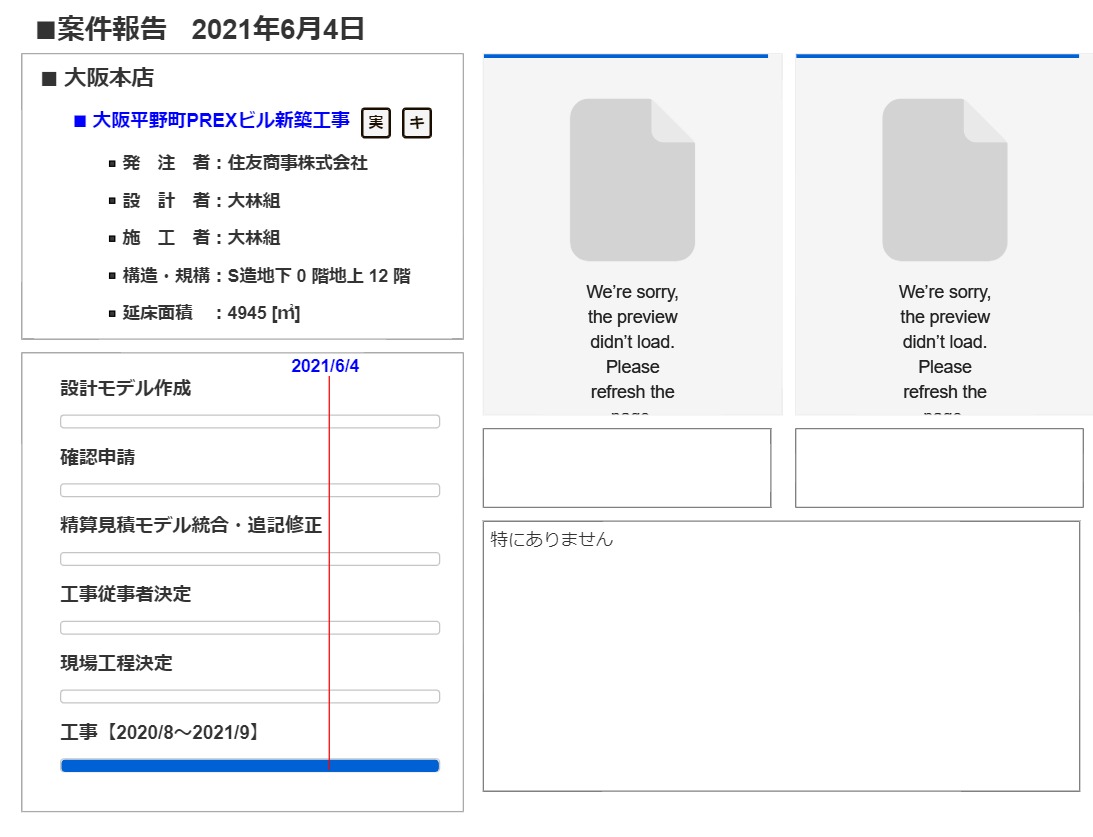 ■案件報告 2021年6月4日
■ 大阪本店
■ 大阪平野町PREXビル新築工事 実 キ
▪ 発 注 者：住友商事株式会社
▪ 設 計 者：大林組
▪ 施 工 者：大林組
▪ 構造・規構：S造地下 0 階地上 12 階
▪ 延床面積 ：4945 [㎡]
2021/6/4
設計モデル作成
確認申請
精算見積モデル統合・追記修正
工事従事者決定
現場工程決定
工事【2020/8～2021/9】
We’re sorry,
the preview
didn’t load.
Please
refresh the
We’re sorry,
the preview
didn’t load.
Please
refresh the
特にありません